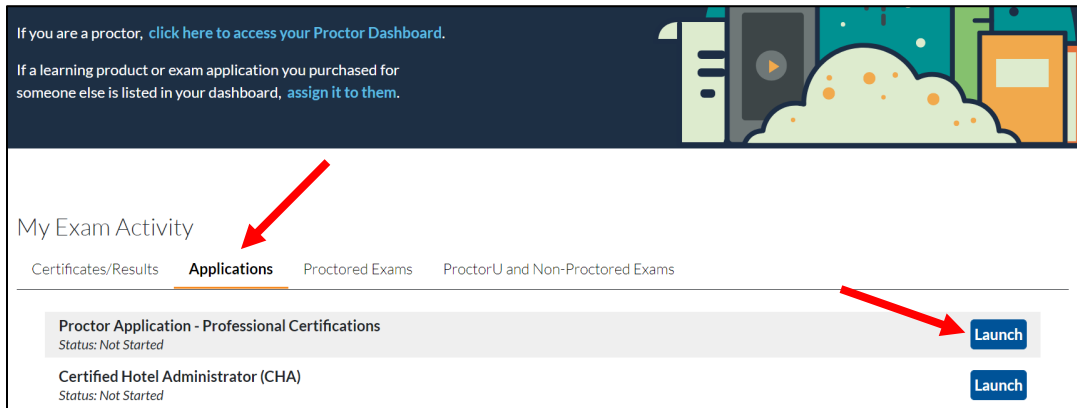 If you are a proctor, click here to access your Proctor Dashboard.
If a learning product or exam application you purchased for
someone else is listed in your dashboard, assign it to them.
My Exam Activity
Certificates/Results Applications Proctored Exams ProctorU and Non-Proctored Exams
Proctor Application - Professional Certifications
Status: Not Started
Launch
Certified Hotel Administrator (CHA)
Status: Not Started
Launch